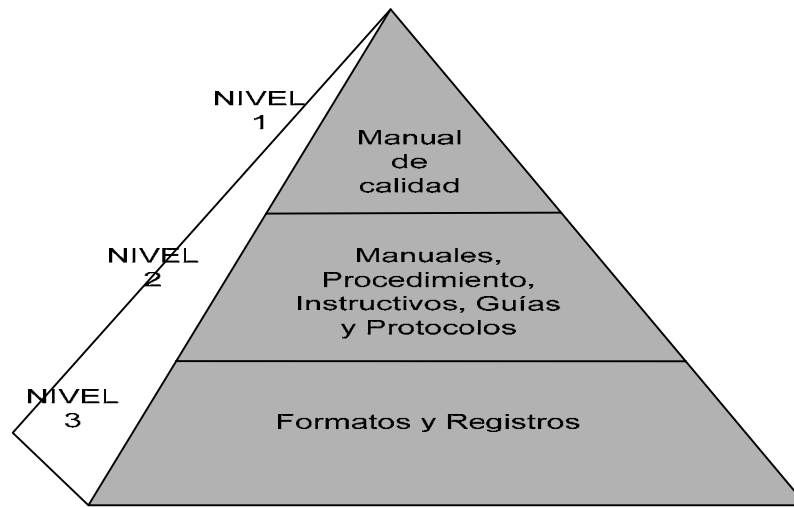 NIVEL
1
Manual
de
calidad
NIVEL
2
Manuales,
Procedimiento,
Instructivos, Guías
y Protocolos
NIVEL
3
Formatos y Registros